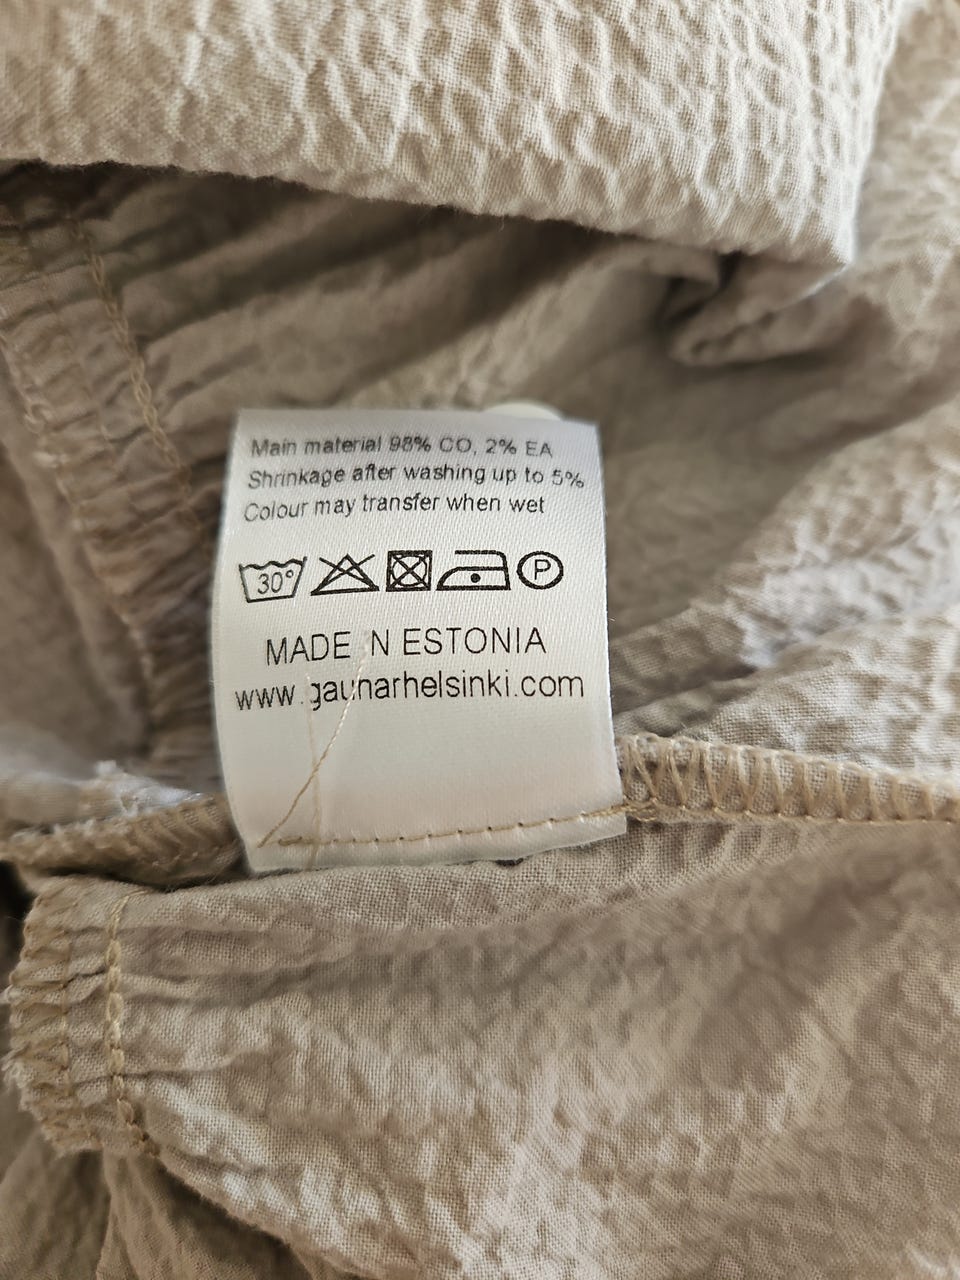 Main material 98% CO, 2% EA
Shrinkage after washing up to 5%
Colour may transfer when wet
30° P
MADE N ESTONIA
www.gaunarhelsinki.com